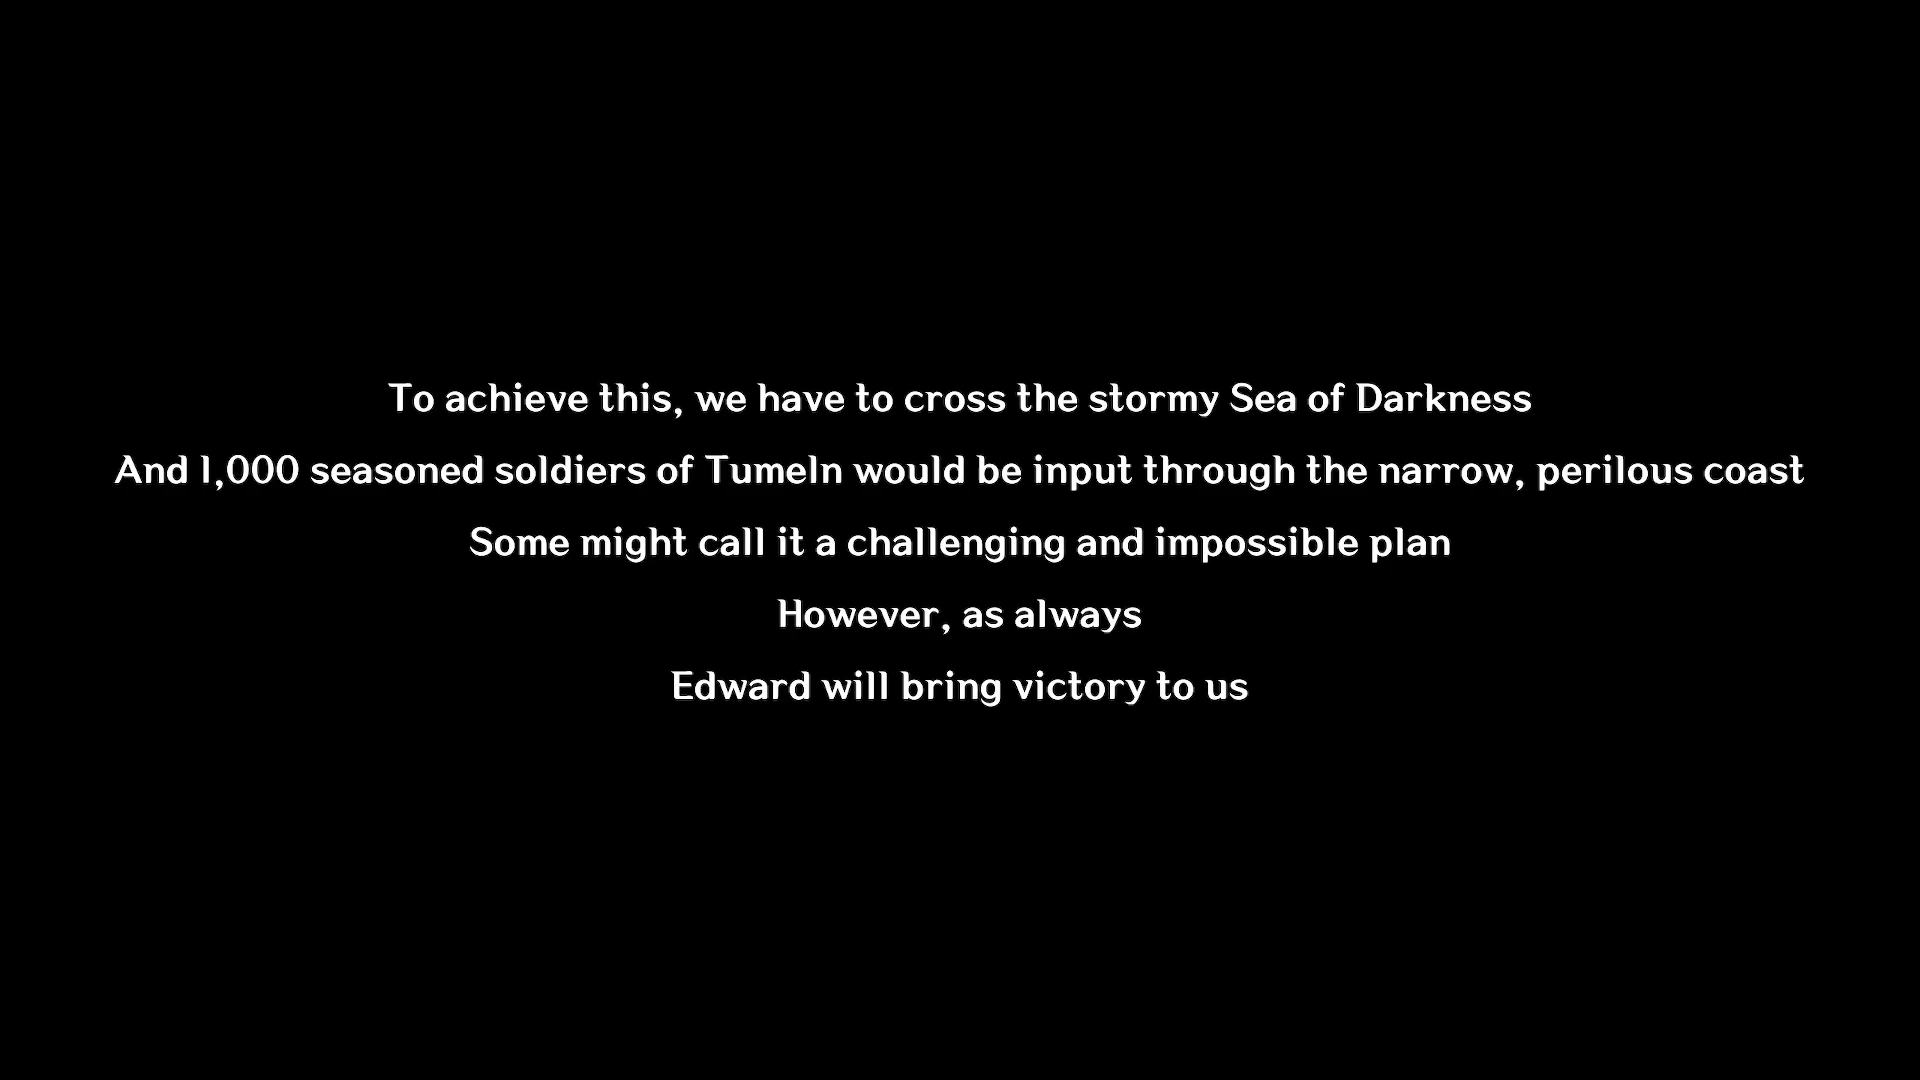 To achieve this, we have to cross the stormy Sea of Darkness
And 1,000 seasoned soldiers of Tumeln would be input through the narrow, perilous coast
Some might call it a challenging and impossible plan
However, as always
Edward will bring victory to us